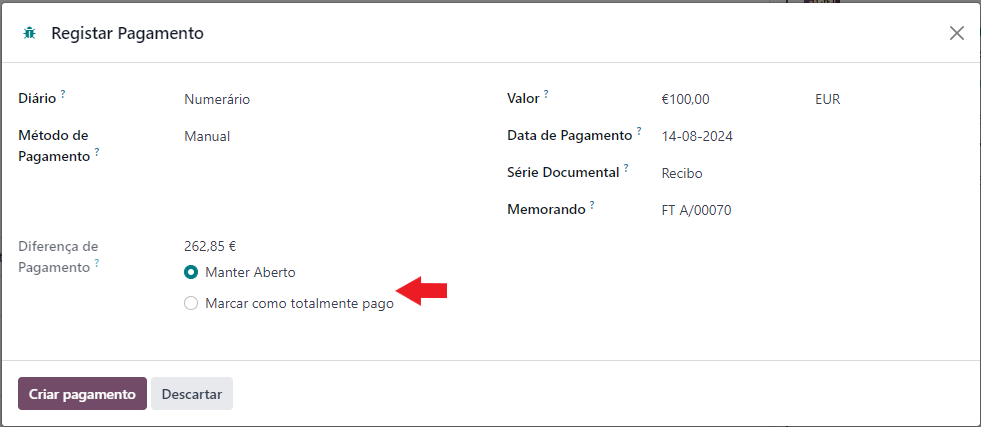 Registar Pagamento
Diário ?
Numerário
Valor ?
€100,00
EUR
Método de
Pagamento ?
Manual
Data de Pagamento ?
14-08-2024
Série Documental ?
Recibo
Memorando ?
FT A/00070
Diferença de
Pagamento ?
262,85 €
Manter Aberto
Marcar como totalmente pago
Criar pagamento
Descartar